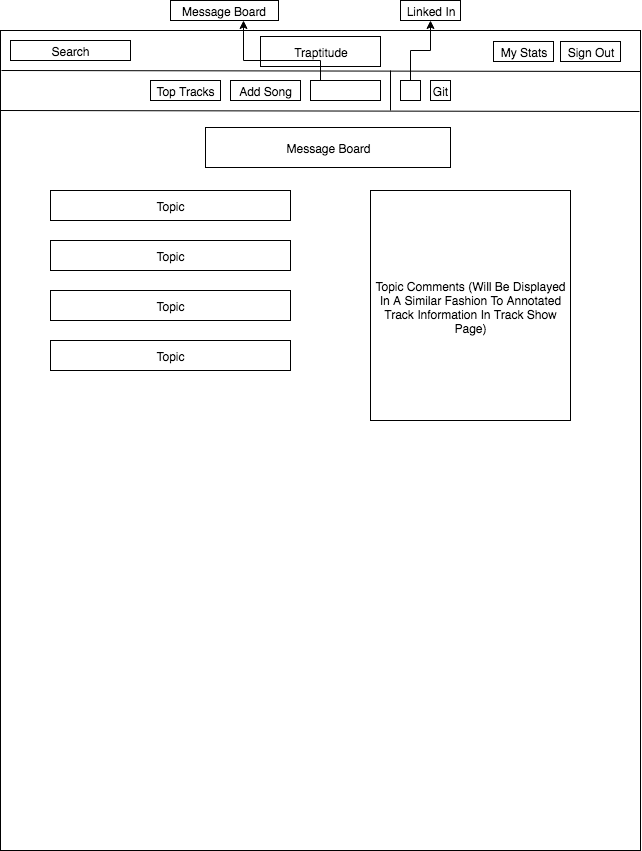 Message Board
Linked In
Search
Traptitude
My Stats
Sign Out
Top Tracks
Add Song
Git
Message Board
Topic
Topic
Topic
Topic
Topic Comments (Will Be Displayed
In A Similar Fashion To Annotated
Track Information In Track Show
Page)